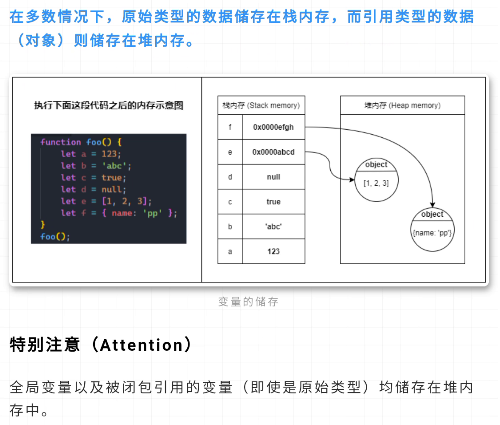 在多数情况下，原始类型的数据储存在栈内存，而引用类型的数据
（对象）则储存在堆内存。
执行下面这段代码之后的内存示意图
function foo() {
let a = 123;
let b = 'abc';
let c = true;
let d = null;
let e = [1, 2, 3];
let f = { name: 'pp' };
}
foo();
栈内存 (Stack memory)
f 0x0000efgh
e 0x0000abcd
d null
c true
b 'abc'
a 123
堆内存 (Heap memory)
object
[1, 2, 3]
object
{name: 'pp'}
变量的储存
特别注意（Attention）
全局变量以及被闭包引用的变量（即使是原始类型）均储存在堆内
存中。